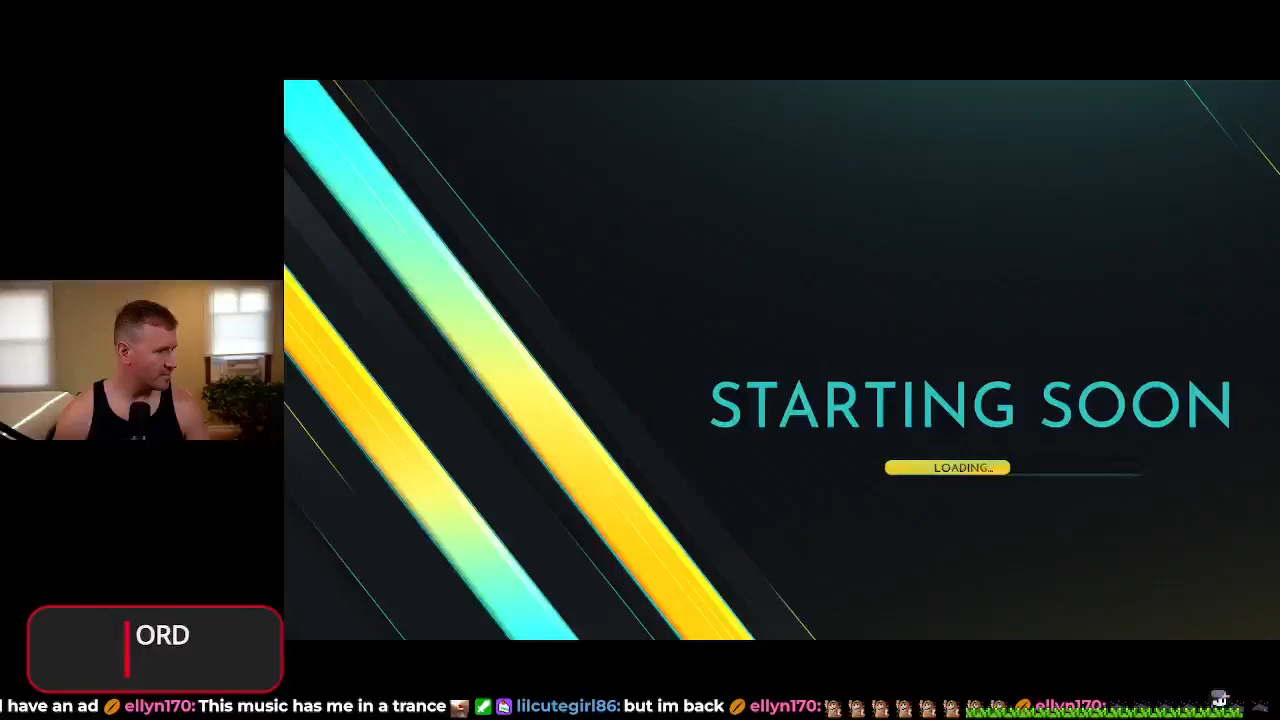 STARTING SOON
LOADING...
ORD
I have an ad ellyn170: This music has me in a trance lilcutegirl86: but im back ellyn170: ellyn170: